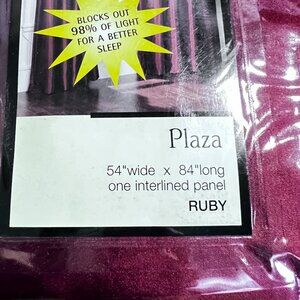 BLOCKS OUT
98% OF LIGHT
FOR A BETTER
SLEEP
Plaza
54"wide x 84"long
one interlined panel
RUBY